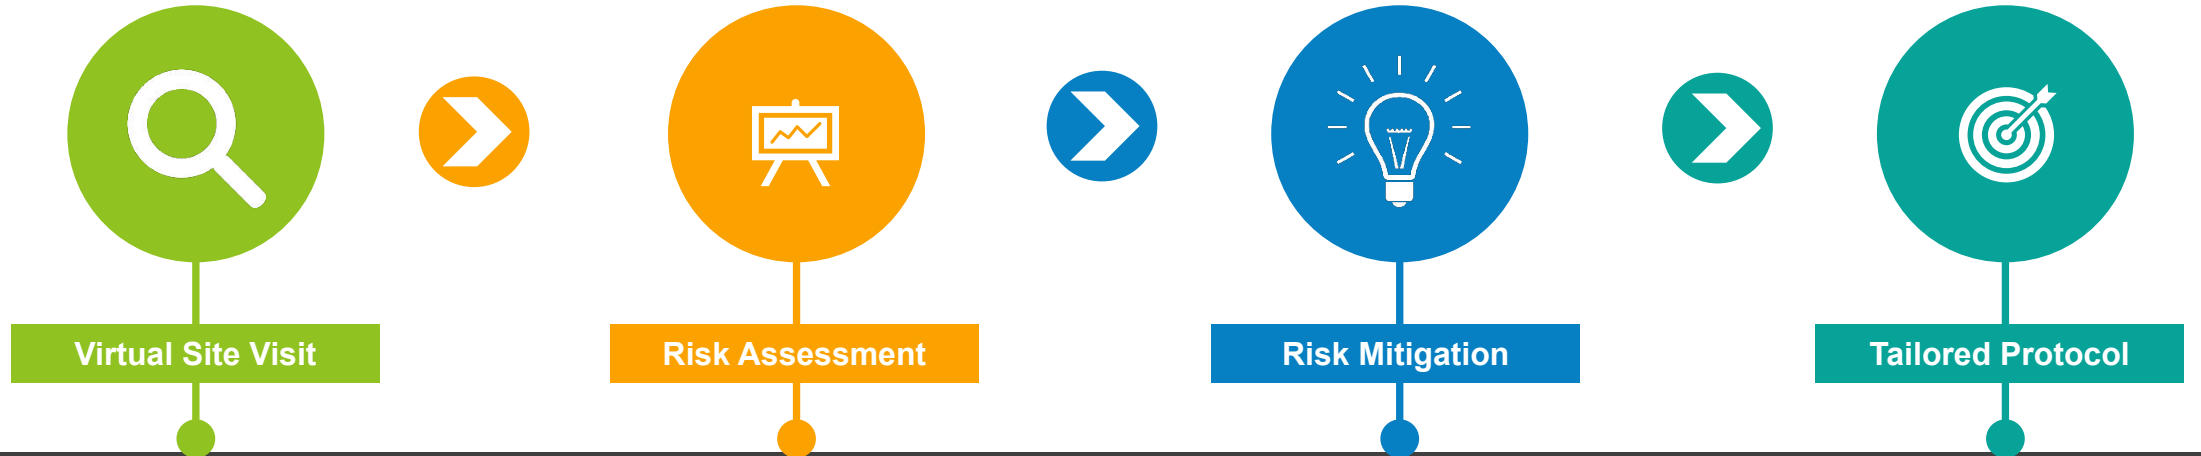 Virtual Site Visit
Risk Assessment
Risk Mitigation
Tailored Protocol